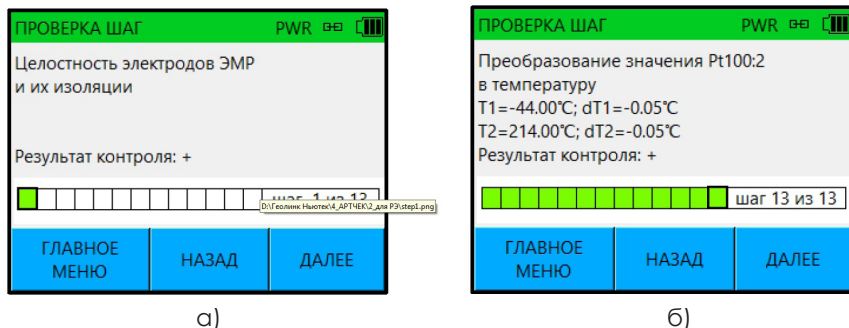 ПРОВЕРКА ШАГ PWR
Целостность электродов ЭМР
и их изоляции
Результат контроля: +
шаг 1 из 13
D:\Геолинк Ньютек\4_АРТЧЕК\2_для РЭ\step1.png
ГЛАВНОЕ
МЕНЮ
НАЗАД
ДАЛЕЕ
а)
ПРОВЕРКА ШАГ PWR
Преобразование значения Pt100:2
в температуру
T1=-44.00℃; dT1=-0.05℃
T2=214.00℃; dT2=-0.05℃
Результат контроля: +
шаг 13 из 13
ГЛАВНОЕ
МЕНЮ
НАЗАД
ДАЛЕЕ
б)